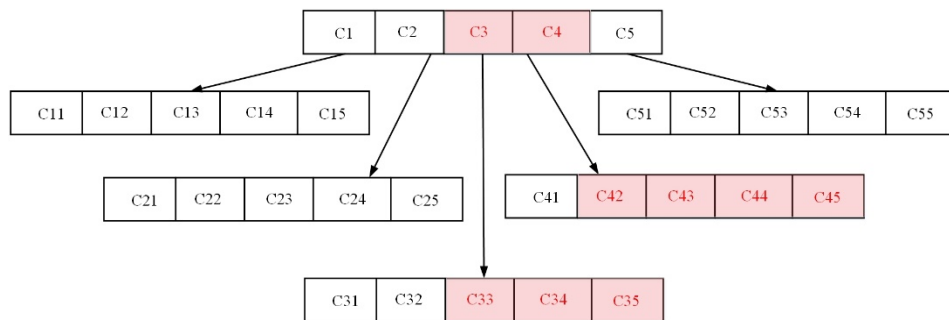 C1 C2 C3 C4 C5
C11 C12 C13 C14 C15
C51 C52 C53 C54 C55
C21 C22 C23 C24 C25
C41 C42 C43 C44 C45
C31 C32 C33 C34 C35